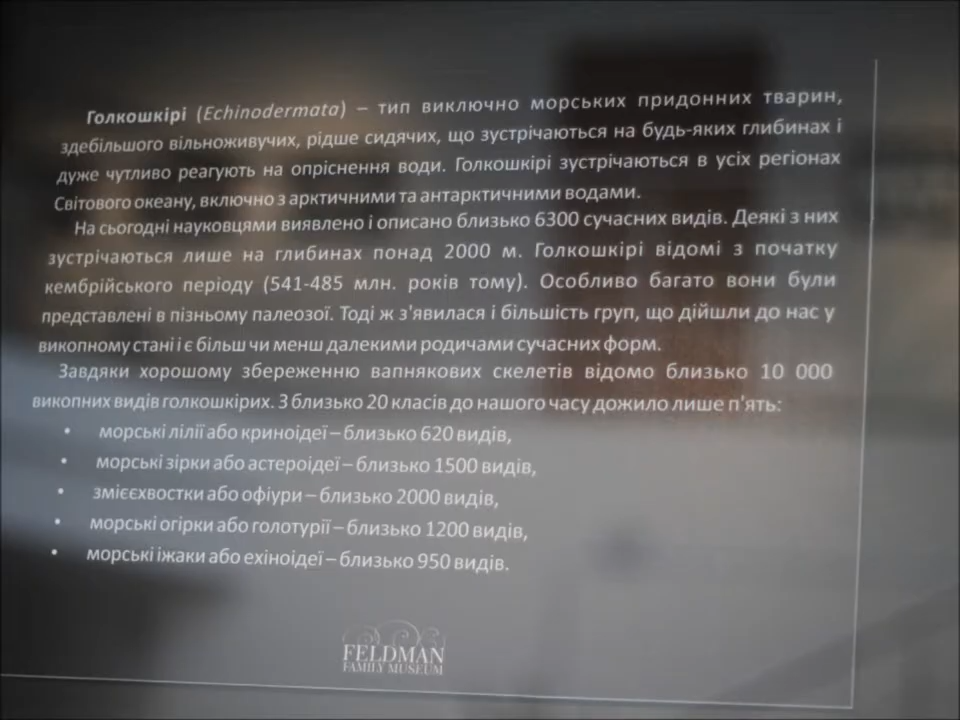 Голкошкірі (Echinodermata) – тип виключно морських придонних тварин,
здебільшого вільноживучих, рідше сидячих, що зустрічаються на будь-яких глибинах і
дуже чутливо реагують на опріснення води. Голкошкірі зустрічаються в усіх регіонах
Світового океану, включно з арктичними та антарктичними водами.
На сьогодні науковцями виявлено і описано близько 6300 сучасних видів. Деякі з них
зустрічаються лише на глибинах понад 2000 м. Голкошкірі відомі з початку
кембрійського періоду (541-485 млн. років тому). Особливо багато вони були
представлені в пізньому палеозої. Тоді ж з'явилася і більшість груп, що дійшли до нас у
викопному стані і є більш чи менш далекими родичами сучасних форм.
Завдяки хорошому збереженню вапнякових скелетів відомо близько 10 000
викопних видів голкошкірих. З близько 20 класів до нашого часу дожило лише п'ять:
• морські лілії або криноідеї – близько 620 видів,
• морські зірки або астероідеї – близько 1500 видів,
• змієєхвостки або офіури – близько 2000 видів,
• морські огірки або голотурії – близько 1200 видів,
• морські їжаки або ехіноідеї – близько 950 видів.
FELDMAN
FAMILY MUSEUM